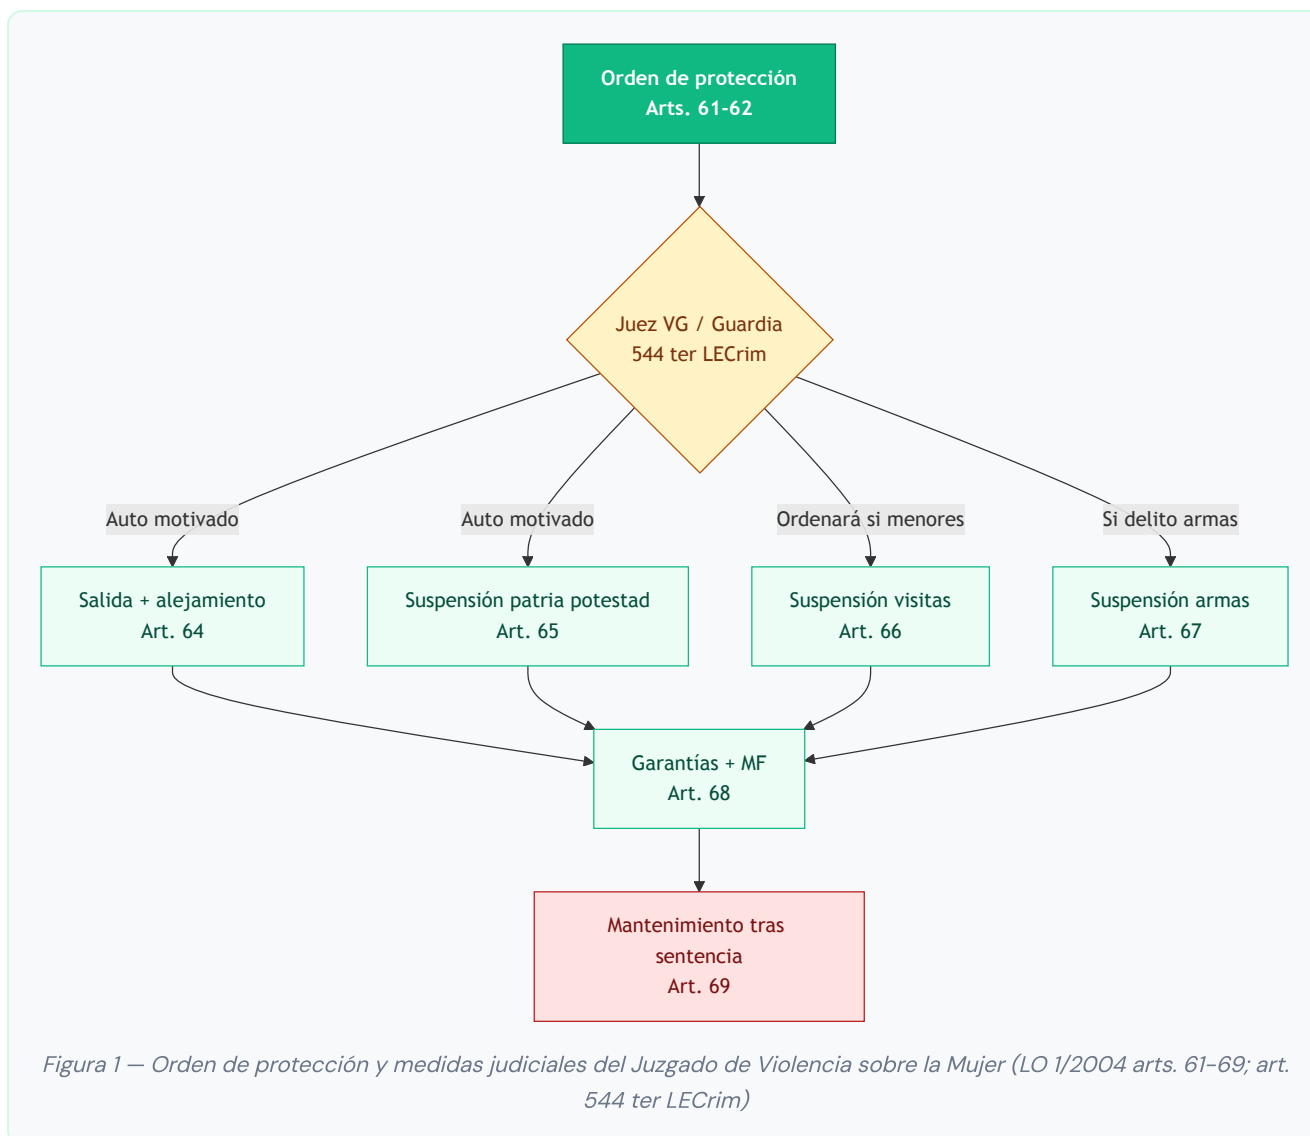 Orden de protección
Arts. 61-62
Juez VG / Guardia
544 ter LECrim
Auto motivado
Auto motivado
Ordenará si menores
Si delito armas
Salida + alejamiento
Art. 64
Suspensión patria potestad
Art. 65
Suspensión visitas
Art. 66
Suspensión armas
Art. 67
Garantías + MF
Art. 68
Mantenimiento tras
sentencia
Art. 69
Figura 1 — Orden de protección y medidas judiciales del Juzgado de Violencia sobre la Mujer (LO 1/2004 arts. 61-69; art.
544 ter LECrim)